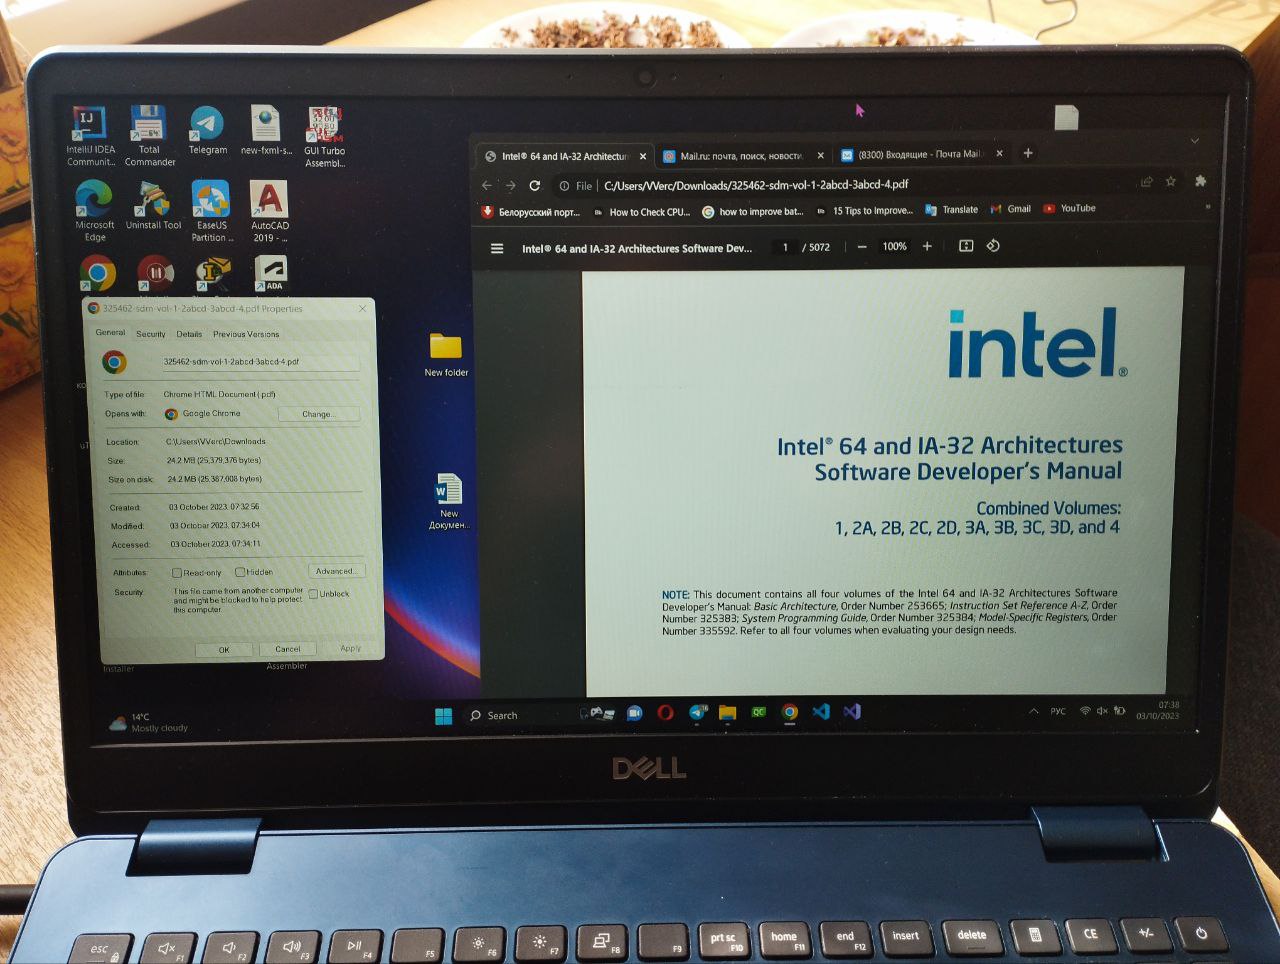 IntelliJ IDEA
Communit...
Total
Commander
Telegram
new-fxml-s...
GUI Turbo
Assembl...
Microsoft
Edge
Uninstall Tool
EaseUS
Partition ...
AutoCAD
2019 - ...
ADA
325462-sdm-vol-1-2abcd-3abcd-4.pdf Properties
General Security Details Previous Versions
325462-sdm-vol-1-2abcd-3abcd-4.pdf
Type of file: Chrome HTML Document (.pdf)
Opens with: Google Chrome Change...
Location: C:\Users\VVerc\Downloads
Size: 24.2 MB (25,379,376 bytes)
Size on disk: 24.2 MB (25,387,008 bytes)
Created: 03 October 2023, 07:32:56
Modified: 03 October 2023, 07:34:04
Accessed: 03 October 2023, 07:34:11
Attributes: Read-only Hidden Advanced...
Security: This file came from another computer
and might be blocked to help protect
this computer. Unblock
OK Cancel Apply
Installer
Assembler
New folder
New
Докумен...
Intel® 64 and IA-32 Architectur
Mail.ru: почта, поиск, новости
(8300) Входящие - Почта Mail
File C:/Users/VVerc/Downloads/325462-sdm-vol-1-2abcd-3abcd-4.pdf
Белорусский порт... How to Check CPU... how to improve bat... 15 Tips to Improve... Translate Gmail YouTube
Intel® 64 and IA-32 Architectures Software Dev... 1 / 5072 100%
intel®
Intel® 64 and IA-32 Architectures
Software Developer's Manual
Combined Volumes:
1, 2A, 2B, 2C, 2D, 3A, 3B, 3C, 3D, and 4
NOTE: This document contains all four volumes of the Intel 64 and IA-32 Architectures Software
Developer's Manual: Basic Architecture, Order Number 253665; Instruction Set Reference A-Z, Order
Number 325383; System Programming Guide, Order Number 325384; Model-Specific Registers, Order
Number 335592. Refer to all four volumes when evaluating your design needs.
14°C
Mostly cloudy
Search
16
QC
РУС
07:38
03/10/2023
DELL
esc F1 F2 F3 F4 F5 F6 F7 F8 F9 prt sc F10 home F11 end F12 insert delete CE +/-